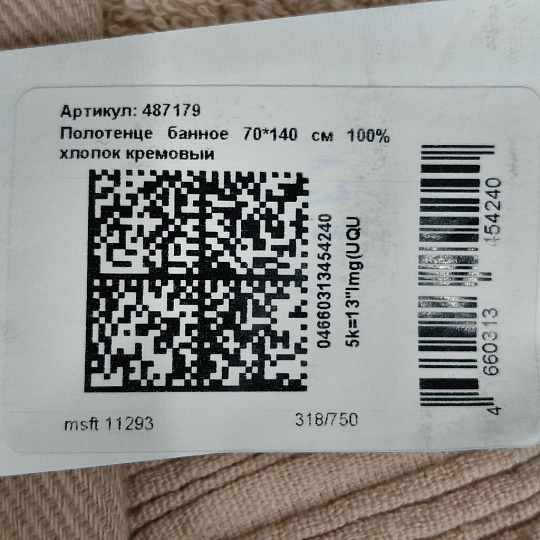 Артикул: 487179
Полотенце банное 70*140 см 100%
хлопок кремовый
04660313454240
5k=13"Img(UQU
4 660313 454240
msft 11293
318/750